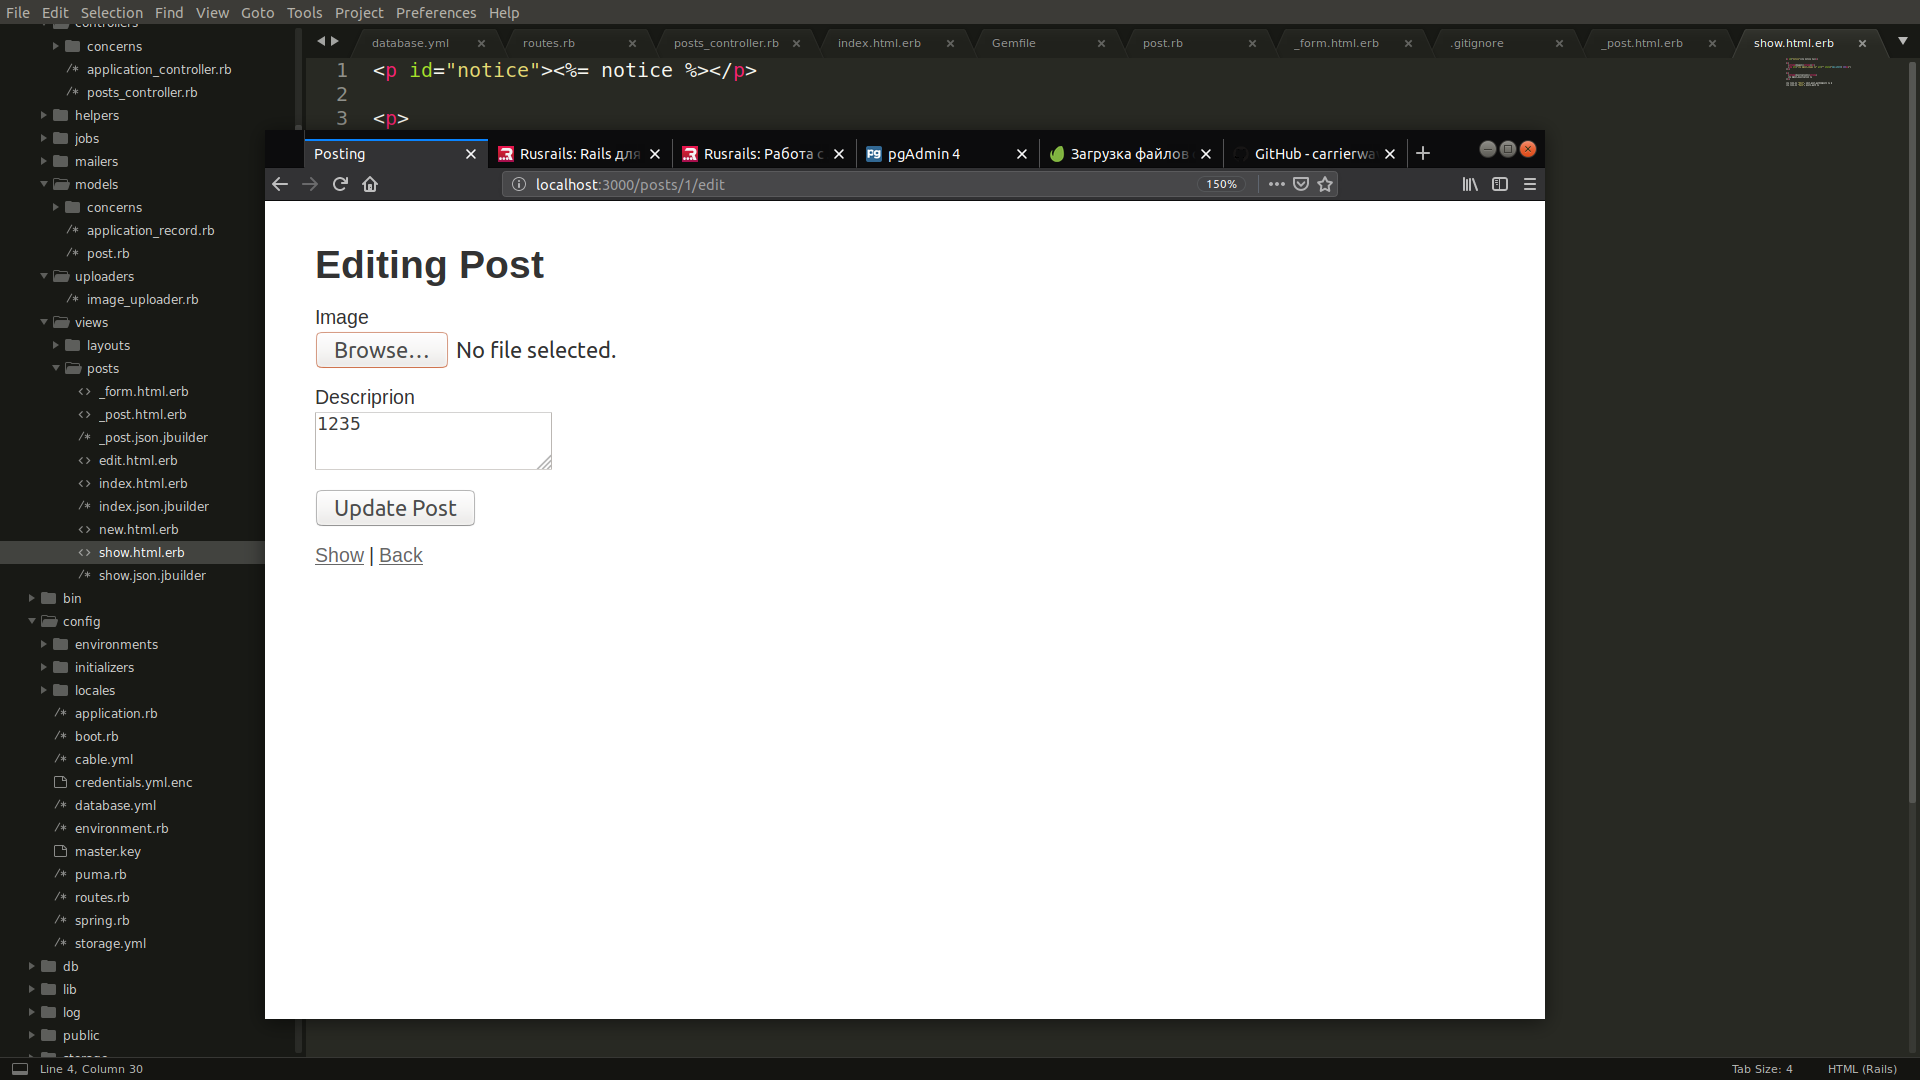 File Edit Selection Find View Goto Tools Project Preferences Help
controllers
concerns
/* application_controller.rb
/* posts_controller.rb
helpers
jobs
mailers
models
concerns
/* application_record.rb
/* post.rb
uploaders
/* image_uploader.rb
views
layouts
posts
<> _form.html.erb
<> _post.html.erb
/* _post.json.jbuilder
<> edit.html.erb
<> index.html.erb
/* index.json.jbuilder
<> new.html.erb
<> show.html.erb
/* show.json.jbuilder
bin
config
environments
initializers
locales
/* application.rb
/* boot.rb
/* cable.yml
credentials.yml.enc
/* database.yml
/* environment.rb
master.key
/* puma.rb
/* routes.rb
/* spring.rb
/* storage.yml
db
lib
log
public
storage
database.yml routes.rb posts_controller.rb index.html.erb Gemfile post.rb _form.html.erb .gitignore _post.html.erb show.html.erb
1 <p id="notice"><%= notice %></p>
2
3 <p>
Posting Rusrails: Rails для Rusrails: Работа с pg pgAdmin 4 Загрузка файлов GitHub - carrierwav
localhost:3000/posts/1/edit 150%
Editing Post
Image
Browse… No file selected.
Descriprion
1235
Update Post
Show | Back
Line 4, Column 30 Tab Size: 4 HTML (Rails)